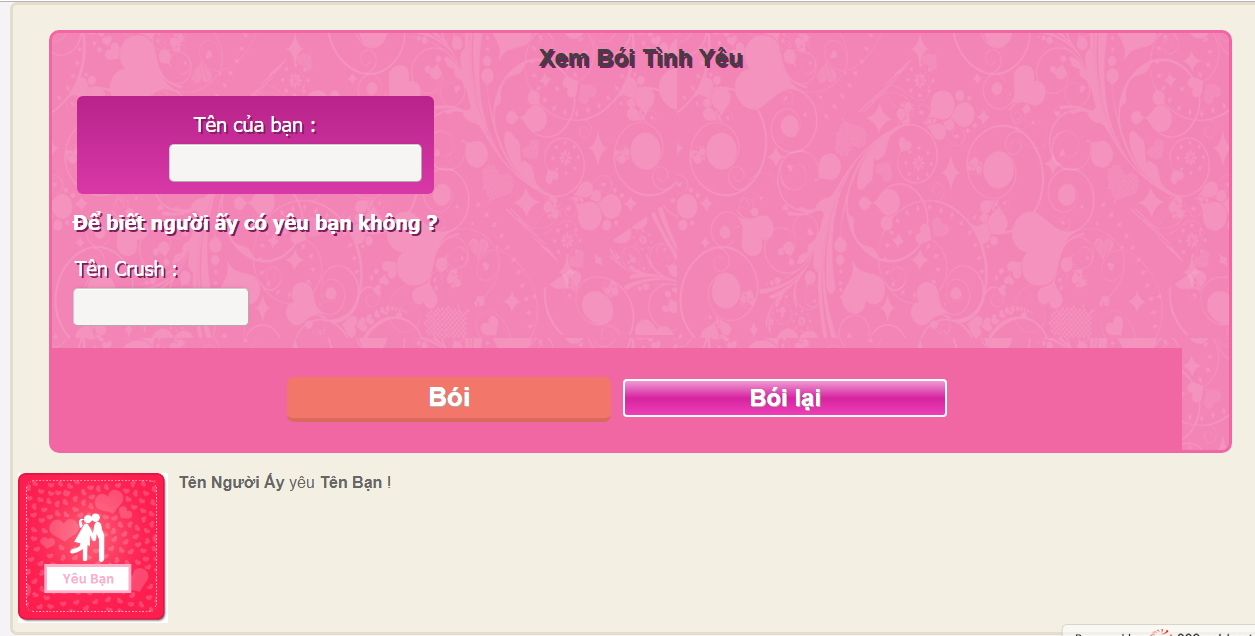 Xem Bói Tình Yêu
Tên của bạn :
Để biết người ấy có yêu bạn không ?
Tên Crush :
Bói Bói lại
Tên Người Ấy yêu Tên Bạn !
Yêu Bạn